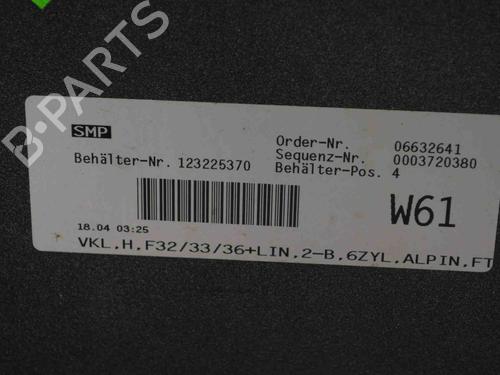 B-PARTS
SMP
Order-Nr. 06632641
Behälter-Nr. 123225370 Sequenz-Nr. 0003720380
Behälter-Pos. 4
W61
18.04 03:25
VKL,H,F32/33/36+LIN,2-B,6ZYL,ALPIN,FT